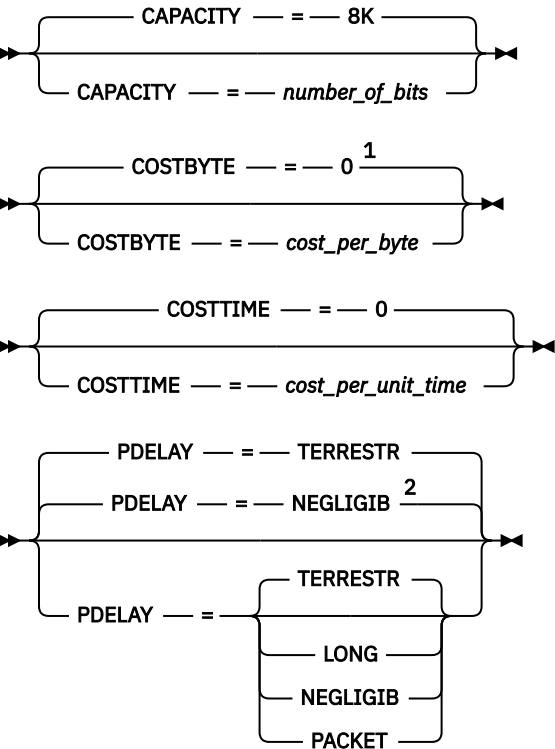 CAPACITY = 8K
CAPACITY = number_of_bits
COSTBYTE = 0 1
COSTBYTE = cost_per_byte
COSTTIME = 0
COSTTIME = cost_per_unit_time
PDELAY = TERRESTR
PDELAY = NEGLIGIB 2
TERRESTR
PDELAY =
LONG
NEGLIGIB
PACKET